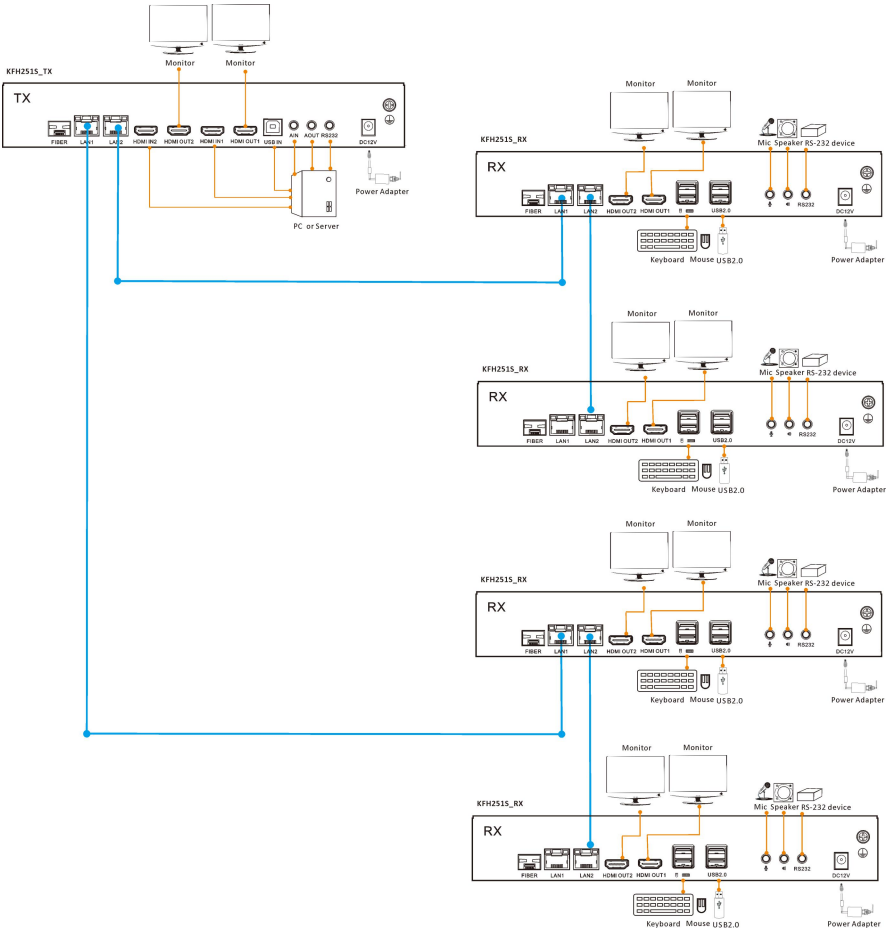 Monitor Monitor
KFH251S_TX
TX
FIBER LAN1 LAN2 HDMI IN2 HDMI OUT2 HDMI IN1 HDMI OUT1 USB IN AIN AOUT RS232 DC12V
Power Adapter
PC or Server
Monitor Monitor
KFH251S_RX
Mic Speaker RS-232 device
RX
FIBER LAN1 LAN2 HDMI OUT2 HDMI OUT1 USB2.0 RS232 DC12V
Keyboard Mouse USB2.0
Power Adapter
Monitor Monitor
KFH251S_RX
Mic Speaker RS-232 device
RX
FIBER LAN1 LAN2 HDMI OUT2 HDMI OUT1 USB2.0 RS232 DC12V
Keyboard Mouse USB2.0
Power Adapter
Monitor Monitor
KFH251S_RX
Mic Speaker RS-232 device
RX
FIBER LAN1 LAN2 HDMI OUT2 HDMI OUT1 USB2.0 RS232 DC12V
Keyboard Mouse USB2.0
Power Adapter
Monitor Monitor
KFH251S_RX
Mic Speaker RS-232 device
RX
FIBER LAN1 LAN2 HDMI OUT2 HDMI OUT1 USB2.0 RS232 DC12V
Keyboard Mouse USB2.0
Power Adapter